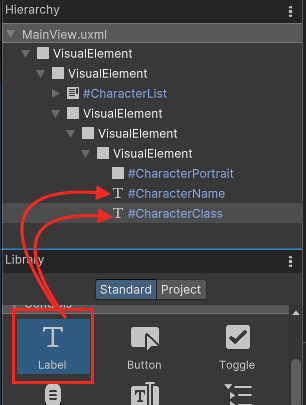 Hierarchy
MainView.uxml
VisualElement
VisualElement
#CharacterList
VisualElement
VisualElement
VisualElement
#CharacterPortrait
#CharacterName
#CharacterClass
Library
Standard Project
Controls
Label Button Toggle